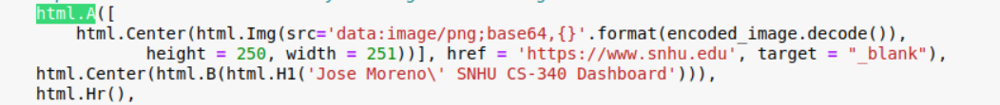 html.A([
html.Center(html.Img(src='data:image/png;base64,{}'.format(encoded_image.decode()),
height = 250, width = 251))], href = 'https://www.snhu.edu', target = "_blank"),
html.Center(html.B(html.H1('Jose Moreno\' SNHU CS-340 Dashboard'))),
html.Hr(),